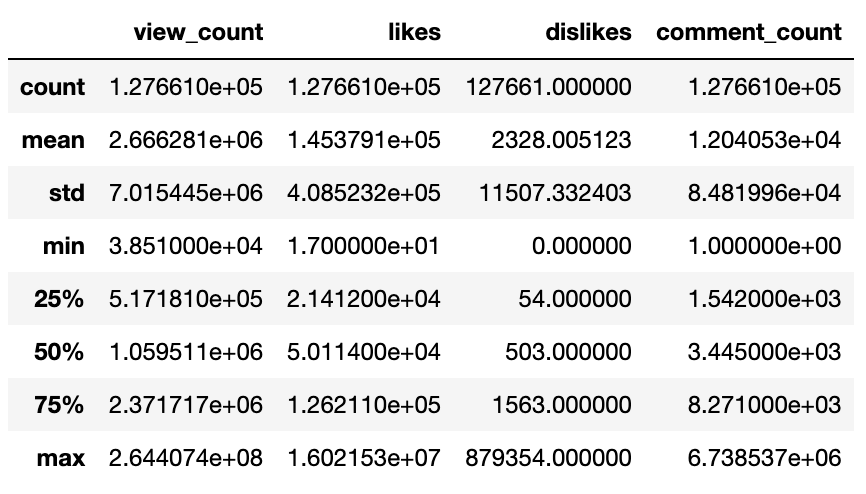 view_count likes dislikes comment_count
count 1.276610e+05 1.276610e+05 127661.000000 1.276610e+05
mean 2.666281e+06 1.453791e+05 2328.005123 1.204053e+04
std 7.015445e+06 4.085232e+05 11507.332403 8.481996e+04
min 3.851000e+04 1.700000e+01 0.000000 1.000000e+00
25% 5.171810e+05 2.141200e+04 54.000000 1.542000e+03
50% 1.059511e+06 5.011400e+04 503.000000 3.445000e+03
75% 2.371717e+06 1.262110e+05 1563.000000 8.271000e+03
max 2.644074e+08 1.602153e+07 879354.000000 6.738537e+06